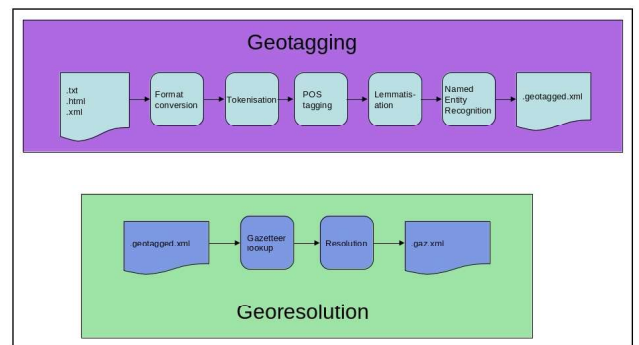 Geotagging
.txt
.html
.xml
Format
conversion
Tokenisation
POS
tagging
Lemmatis-
ation
Named
Entity
Recognition
.geotagged.xml
.geotagged.xml
Gazetteer
lookup
Resolution
.gaz.xml
Georesolution